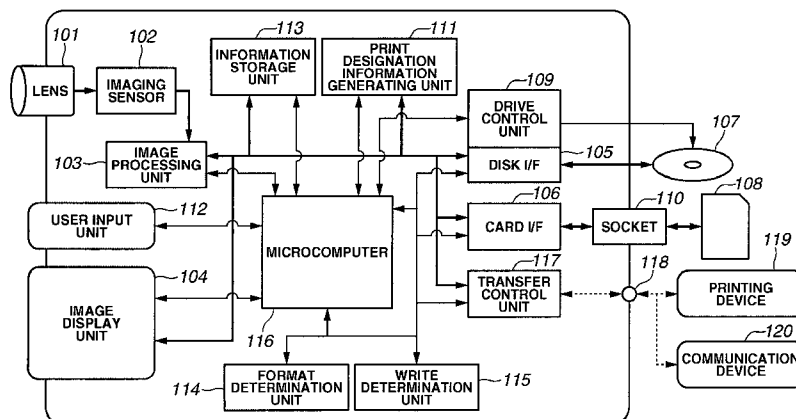 101
102
113
111
LENS
IMAGING
SENSOR
INFORMATION
STORAGE
UNIT
PRINT
DESIGNATION
INFORMATION
GENERATING UNIT
109
DRIVE
CONTROL
UNIT
107
103
IMAGE
PROCESSING
UNIT
DISK I/F
105
112
USER INPUT
UNIT
106
110
108
MICROCOMPUTER
CARD I/F
SOCKET
104
117
118
119
IMAGE
DISPLAY
UNIT
TRANSFER
CONTROL
UNIT
PRINTING
DEVICE
116
120
COMMUNICATION
DEVICE
114
FORMAT
DETERMINATION
UNIT
WRITE
DETERMINATION
UNIT
115